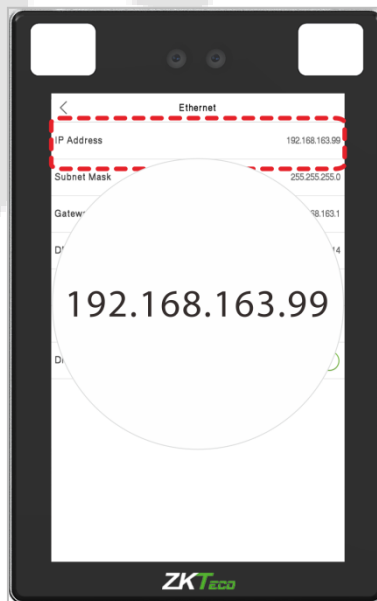 Ethernet
IP Address 192.168.163.99
Subnet Mask 255.255.255.0
192.168.163.99
ZKTeco